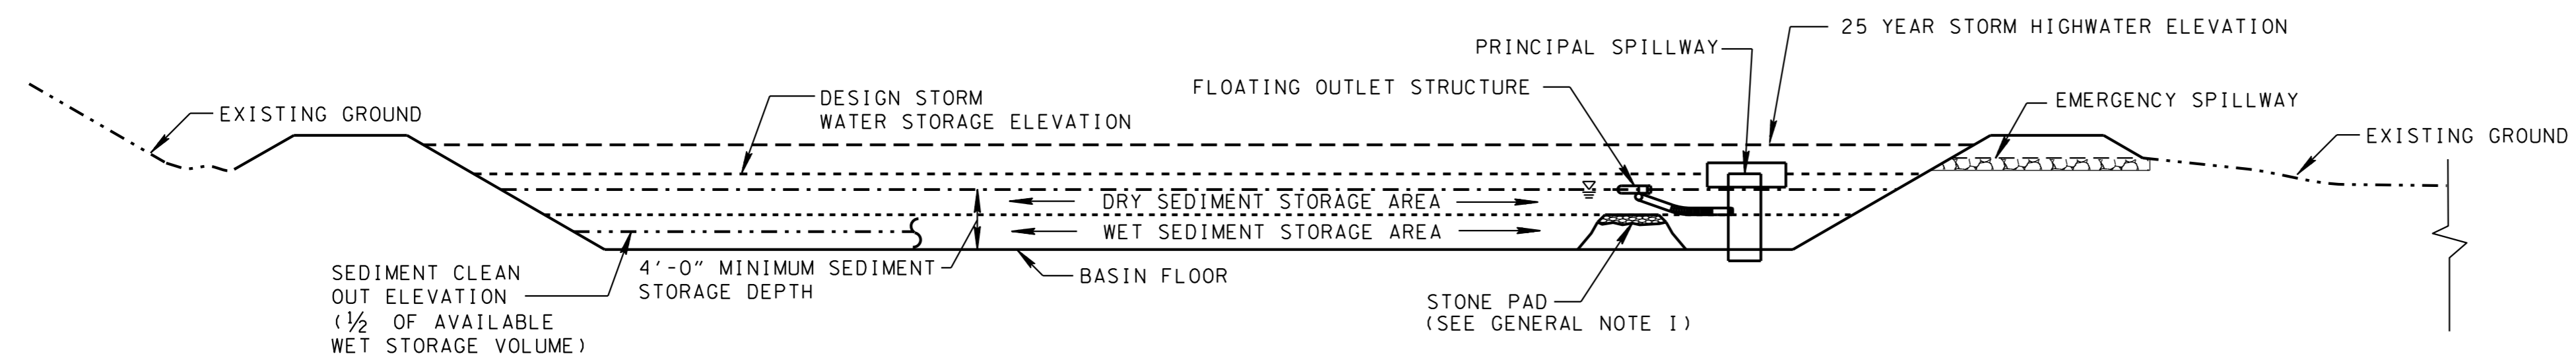 25 YEAR STORM HIGHWATER ELEVATION
PRINCIPAL SPILLWAY
FLOATING OUTLET STRUCTURE
DESIGN STORM
WATER STORAGE ELEVATION
EXISTING GROUND
EMERGENCY SPILLWAY
EXISTING GROUND
DRY SEDIMENT STORAGE AREA
WET SEDIMENT STORAGE AREA
SEDIMENT CLEAN
OUT ELEVATION
(½ OF AVAILABLE
WET STORAGE VOLUME)
4'-0" MINIMUM SEDIMENT
STORAGE DEPTH
BASIN FLOOR
STONE PAD
(SEE GENERAL NOTE I)